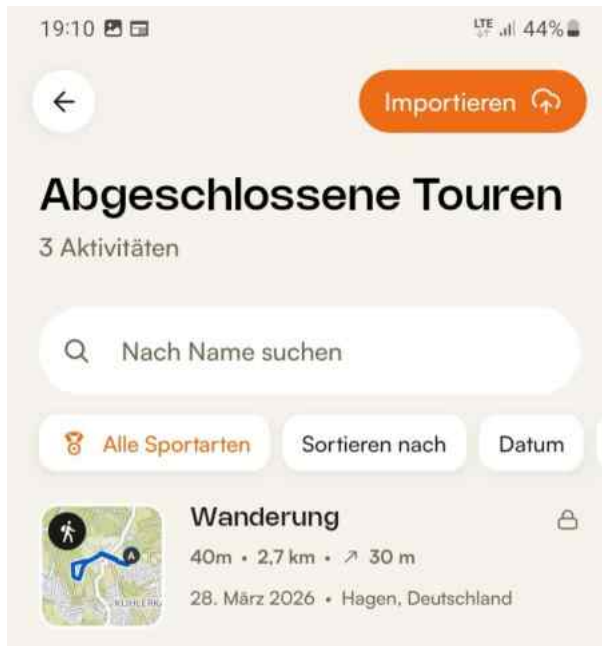 19:10 LTE 44%
Importieren
Abgeschlossene Touren
3 Aktivitäten
Nach Name suchen
Alle Sportarten Sortieren nach Datum
Wanderung
40m • 2,7 km • ↗ 30 m
28. März 2026 • Hagen, Deutschland
A